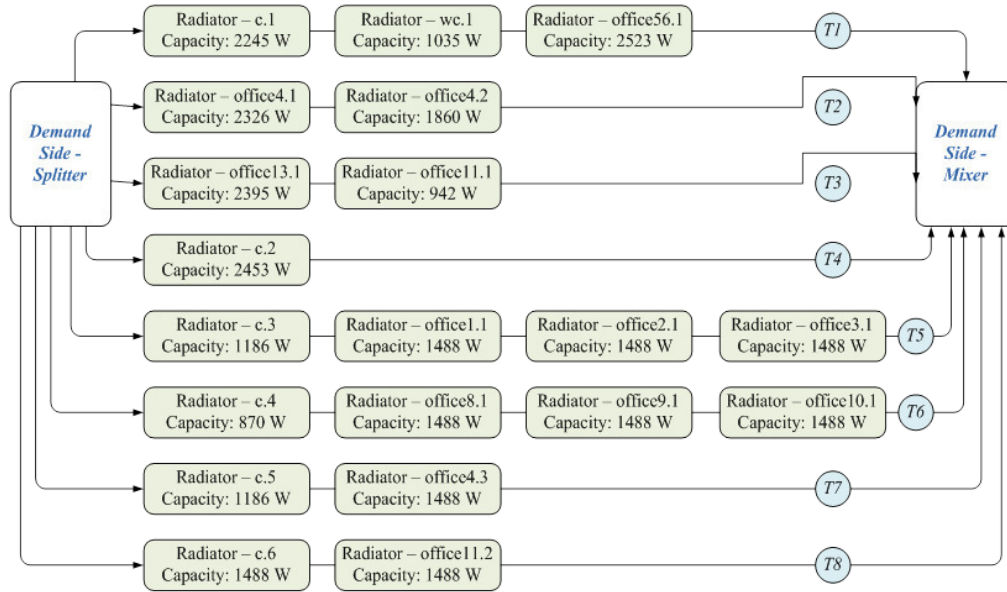 Radiator – c.1
Capacity: 2245 W
Radiator – wc.1
Capacity: 1035 W
Radiator – office56.1
Capacity: 2523 W
T1
Demand
Side -
Splitter
Radiator – office4.1
Capacity: 2326 W
Radiator – office4.2
Capacity: 1860 W
T2
Demand
Side -
Mixer
Radiator – office13.1
Capacity: 2395 W
Radiator – office11.1
Capacity: 942 W
T3
Radiator – c.2
Capacity: 2453 W
T4
Radiator – c.3
Capacity: 1186 W
Radiator – office1.1
Capacity: 1488 W
Radiator – office2.1
Capacity: 1488 W
Radiator – office3.1
Capacity: 1488 W
T5
Radiator – c.4
Capacity: 870 W
Radiator – office8.1
Capacity: 1488 W
Radiator – office9.1
Capacity: 1488 W
Radiator – office10.1
Capacity: 1488 W
T6
Radiator – c.5
Capacity: 1186 W
Radiator – office4.3
Capacity: 1488 W
T7
Radiator – c.6
Capacity: 1488 W
Radiator – office11.2
Capacity: 1488 W
T8